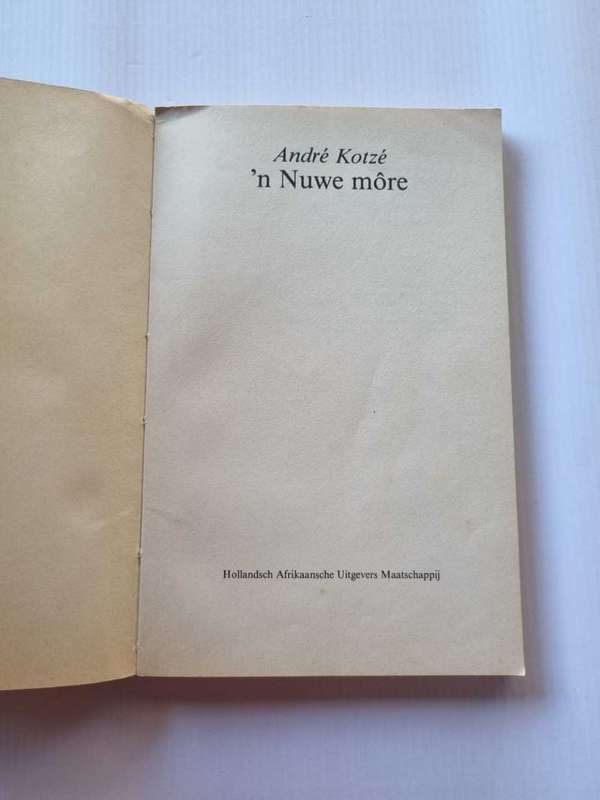 André Kotzé
’n Nuwe môre
Hollandsch Afrikaansche Uitgevers Maatschappij